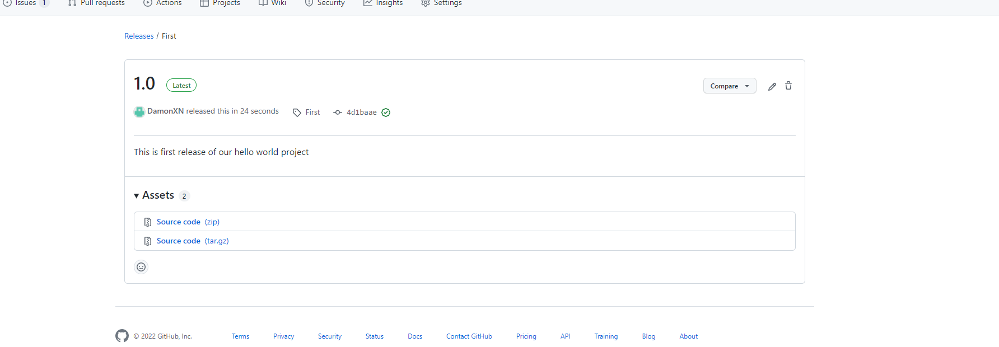 Issues 1 Pull requests Actions Projects Wiki Security Insights Settings
Releases / First
1.0 Latest Compare
DamonXN released this in 24 seconds First 4d1baae
This is first release of our hello world project
Assets 2
Source code (zip)
Source code (tar.gz)
© 2022 GitHub, Inc. Terms Privacy Security Status Docs Contact GitHub Pricing API Training Blog About